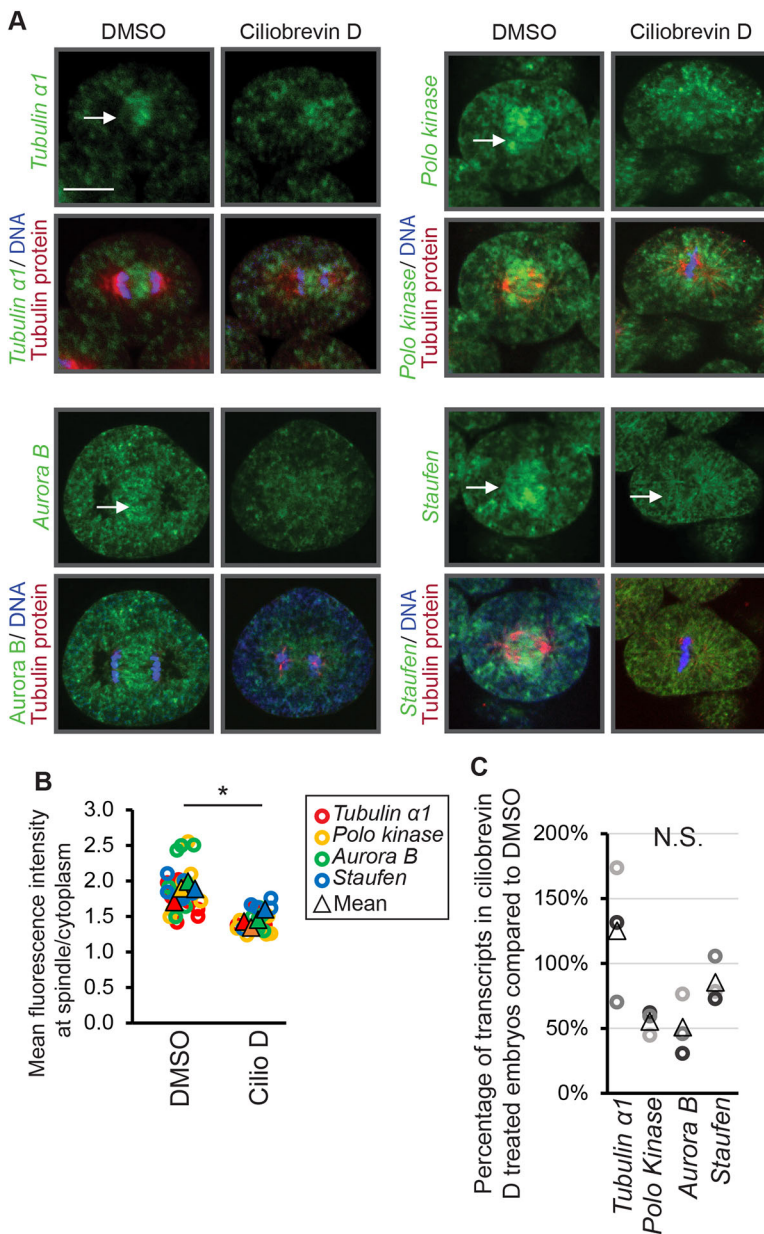 A
DMSO
Ciliobrevin D
DMSO
Ciliobrevin D
Tubulin α1
Polo kinase
Tubulin α1/ DNA
Tubulin protein
Polo kinase/ DNA
Tubulin protein
Aurora B
Staufen
Aurora B/ DNA
Tubulin protein
Staufen/ DNA
Tubulin protein
B
Mean fluorescence intensity
at spindle/cytoplasm
3.0
2.5
2.0
1.5
1.0
0.5
0.0
*
DMSO
Cilio D
Tubulin α1
Polo kinase
Aurora B
Staufen
Mean
C
Percentage of transcripts in ciliobrevin
D treated embryos compared to DMSO
200%
150%
100%
50%
0%
N.S.
Tubulin α1
Polo Kinase
Aurora B
Staufen